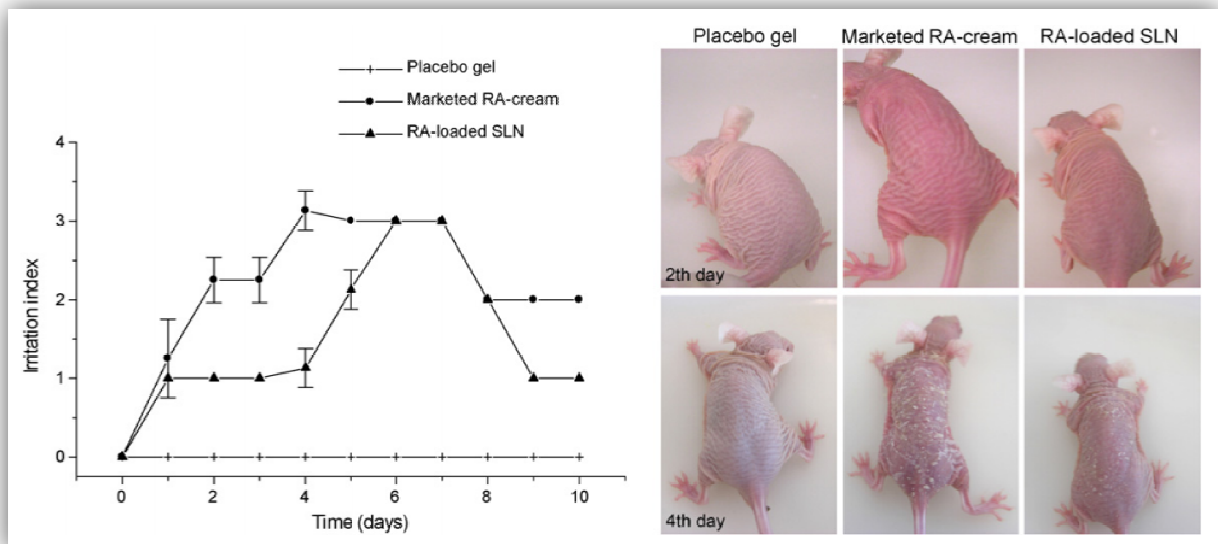 Placebo gel
Marketed RA-cream
RA-loaded SLN
4
3
2
1
0
Irritation index
0
2
4
6
8
10
Time (days)
Placebo gel
Marketed RA-cream
RA-loaded SLN
2th day
4th day